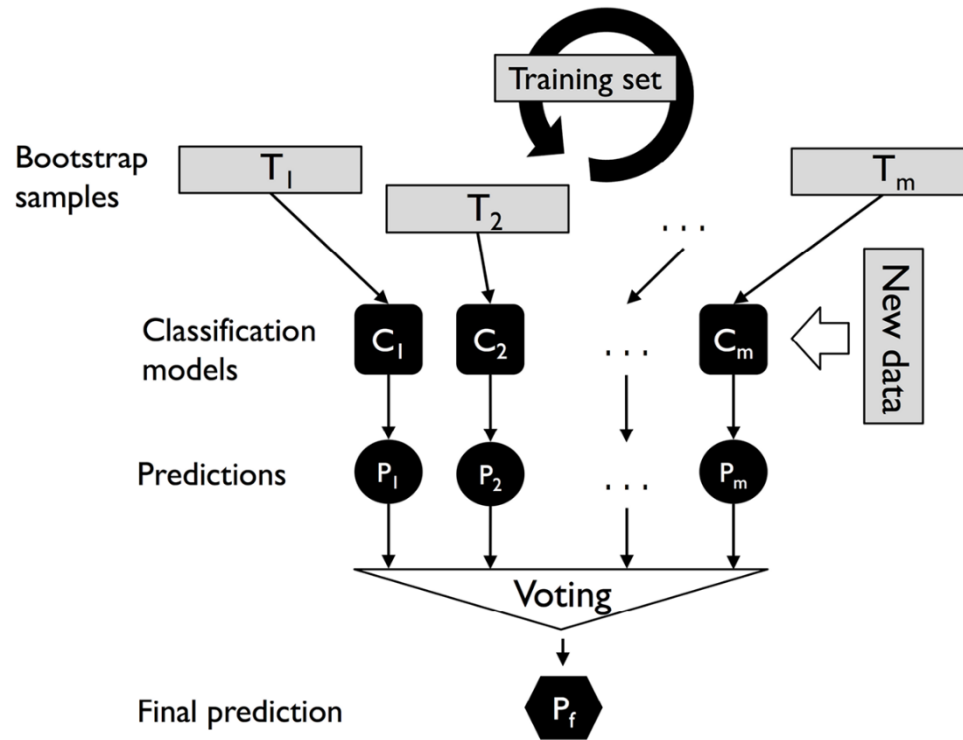 Training set
Bootstrap
samples
T1
T2
. . .
Tm
New data
Classification
models
C1
C2
. . .
Cm
Predictions
P1
P2
. . .
Pm
Voting
Final prediction
Pf